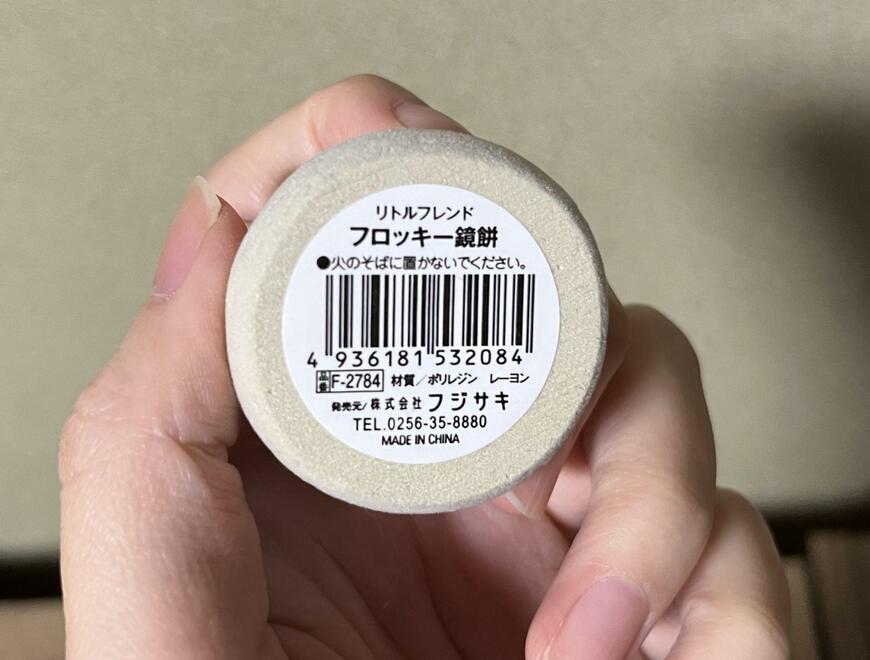 リトルフレンド
フロッキー鏡餅
●火のそばに置かないでください。
4 936181 532084
品番 F-2784 材質/ポリレジン レーヨン
発売元/株式会社フジサキ
TEL.0256-35-8880
MADE IN CHINA